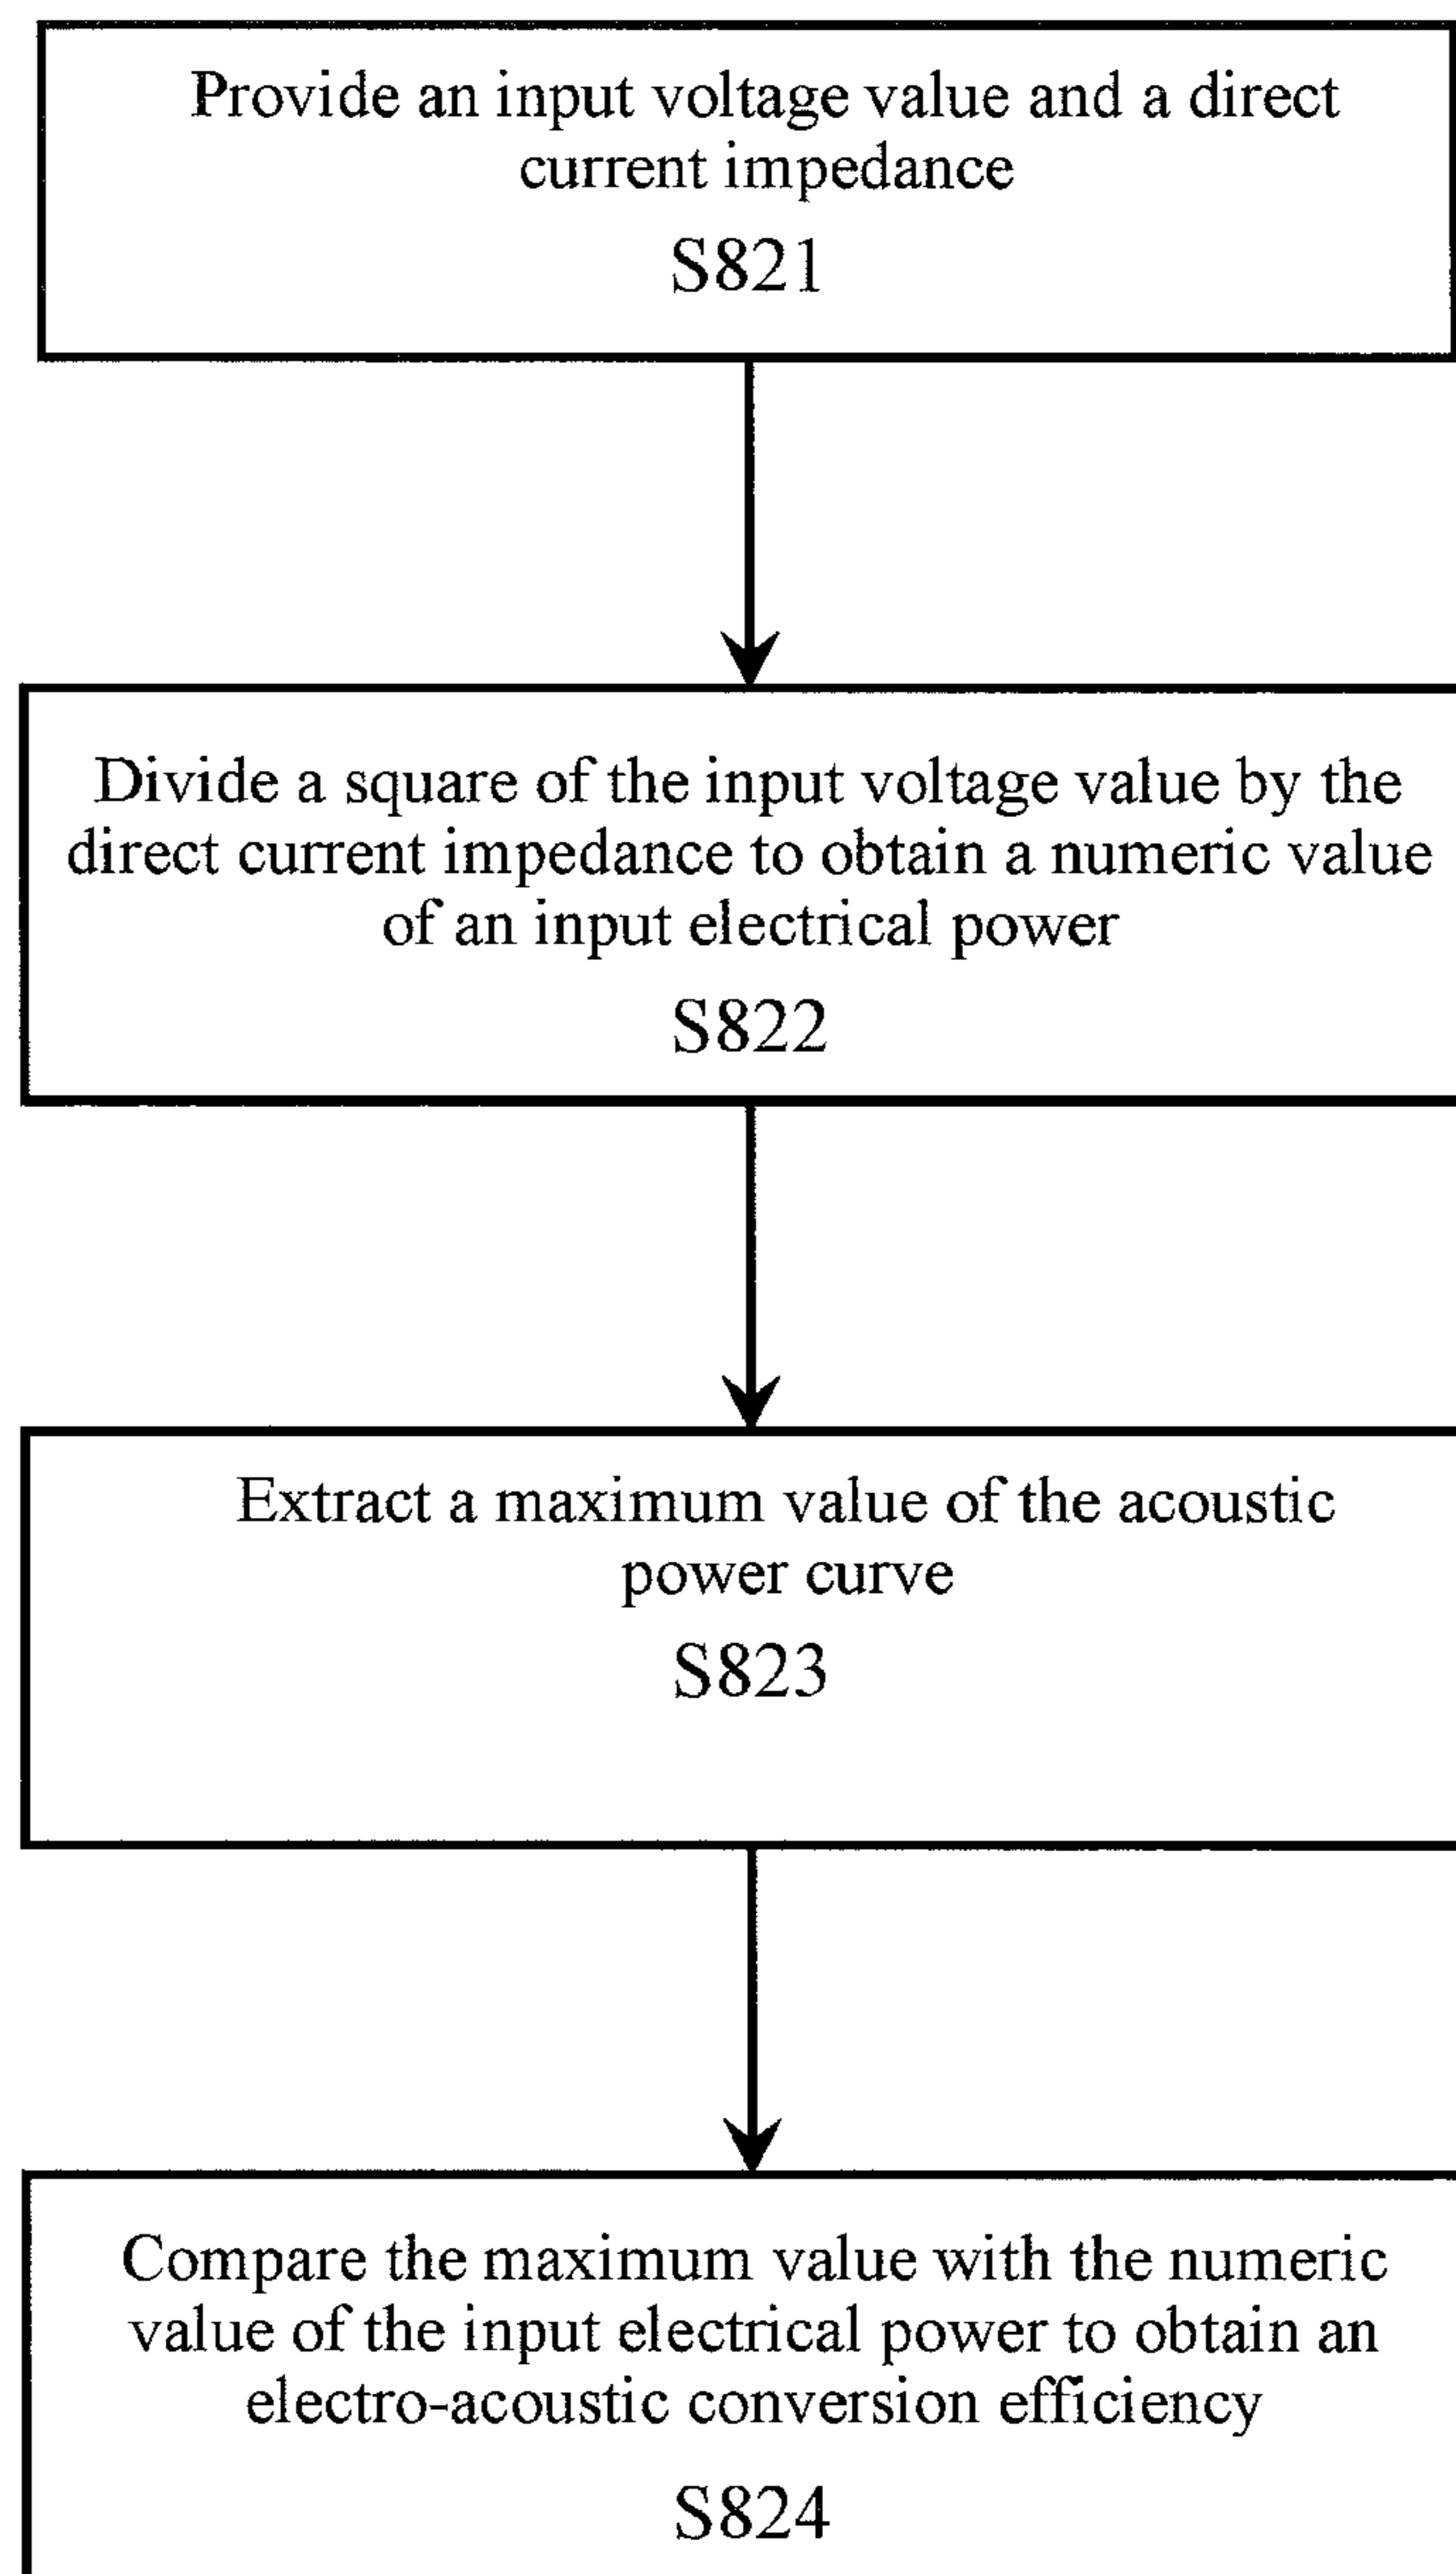 Provide an input voltage value and a direct
current impedance
S821
Divide a square of the input voltage value by the
direct current impedance to obtain a numeric value
of an input electrical power
S822
Extract a maximum value of the acoustic
power curve
S823
Compare the maximum value with the numeric
value of the input electrical power to obtain an
electro-acoustic conversion efficiency
S824